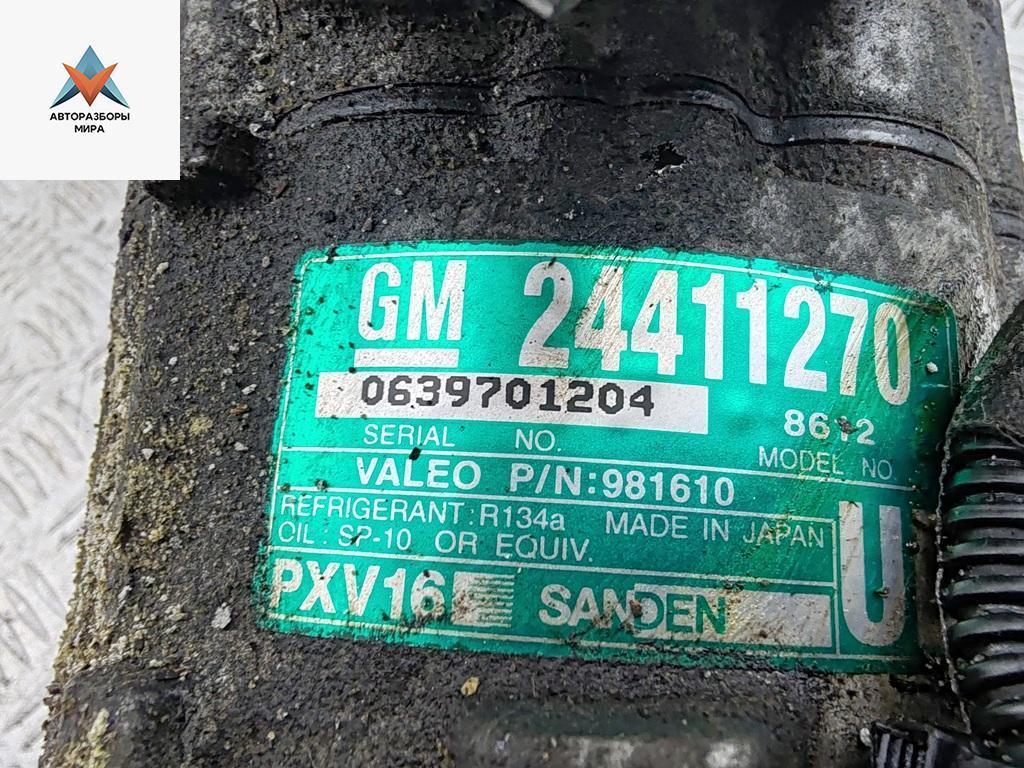 АВТОРАЗБОРЫ
МИРА
GM 24411270
0639701204
8612
SERIAL NO.
MODEL NO.
VALEO P/N:981610
REFRIGERANT: R134a MADE IN JAPAN
OIL: SP-10 OR EQUIV.
U
PXV16 SANDEN